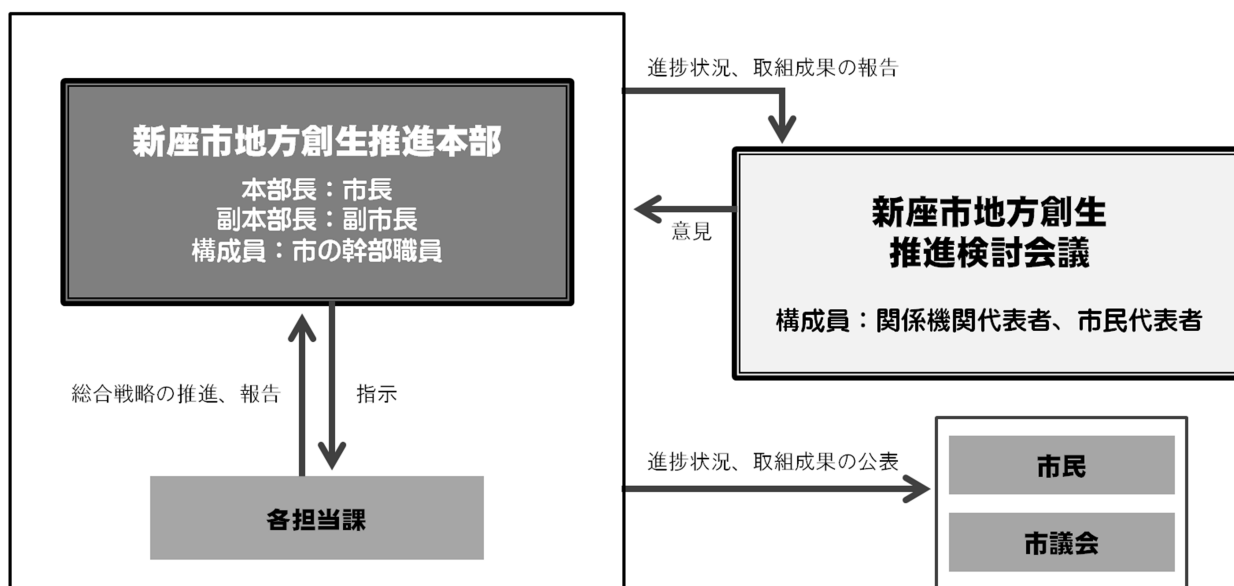 新座市地方創生推進本部
本部長：市長
副本部長：副市長
構成員：市の幹部職員
総合戦略の推進、報告
指示
各担当課
進捗状況、取組成果の報告
意見
新座市地方創生
推進検討会議
構成員：関係機関代表者、市民代表者
進捗状況、取組成果の公表
市民
市議会